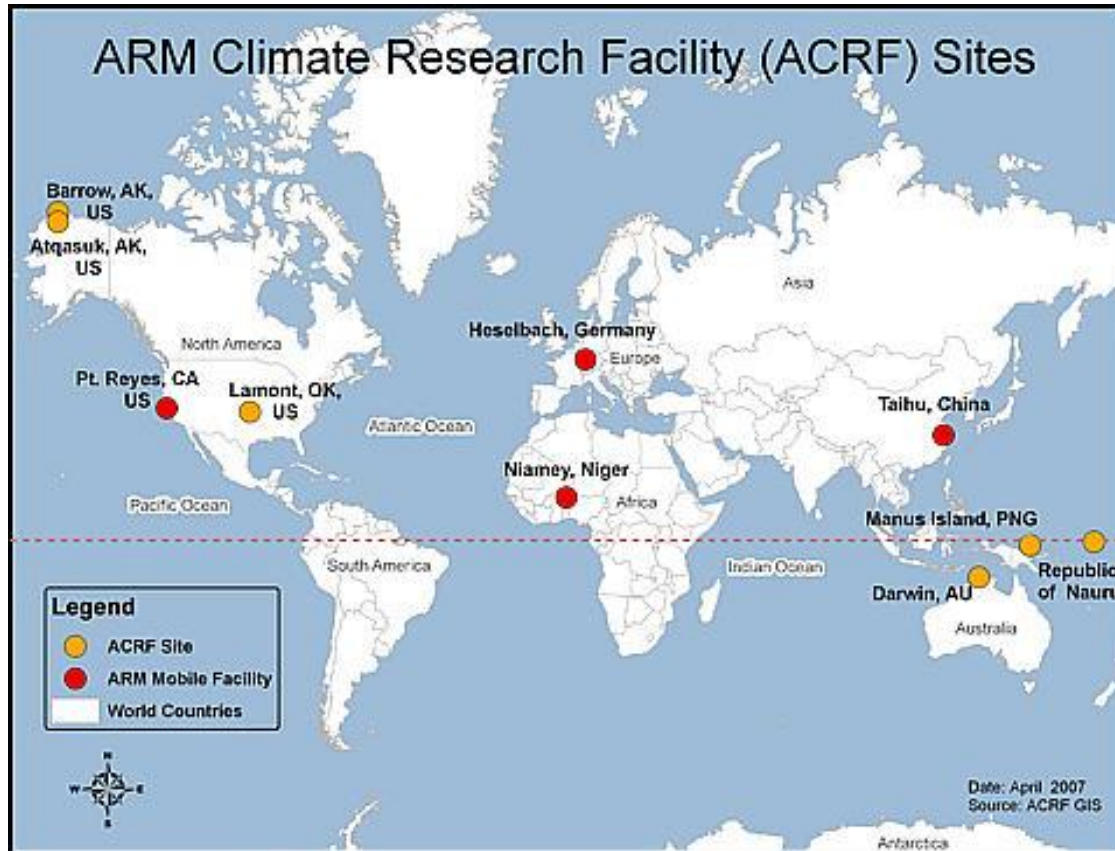 ARM Climate Research Facility (ACRF) Sites
Barrow, AK,
US
Atqasuk, AK,
US
Asia
Heselbach, Germany
North America
Europe
Pt. Reyes, CA
US
Lamont, OK,
US
Taihu, China
Atlantic Ocean
Niamey, Niger
Pacific Ocean
Africa
Manus Island, PNG
South America
Indian Ocean
Republic
of Nauru
Darwin, AU
Australia
Legend
ACRF Site
ARM Mobile Facility
World Countries
N
W
E
S
Date: April 2007
Source: ACRF GIS
Antarctica